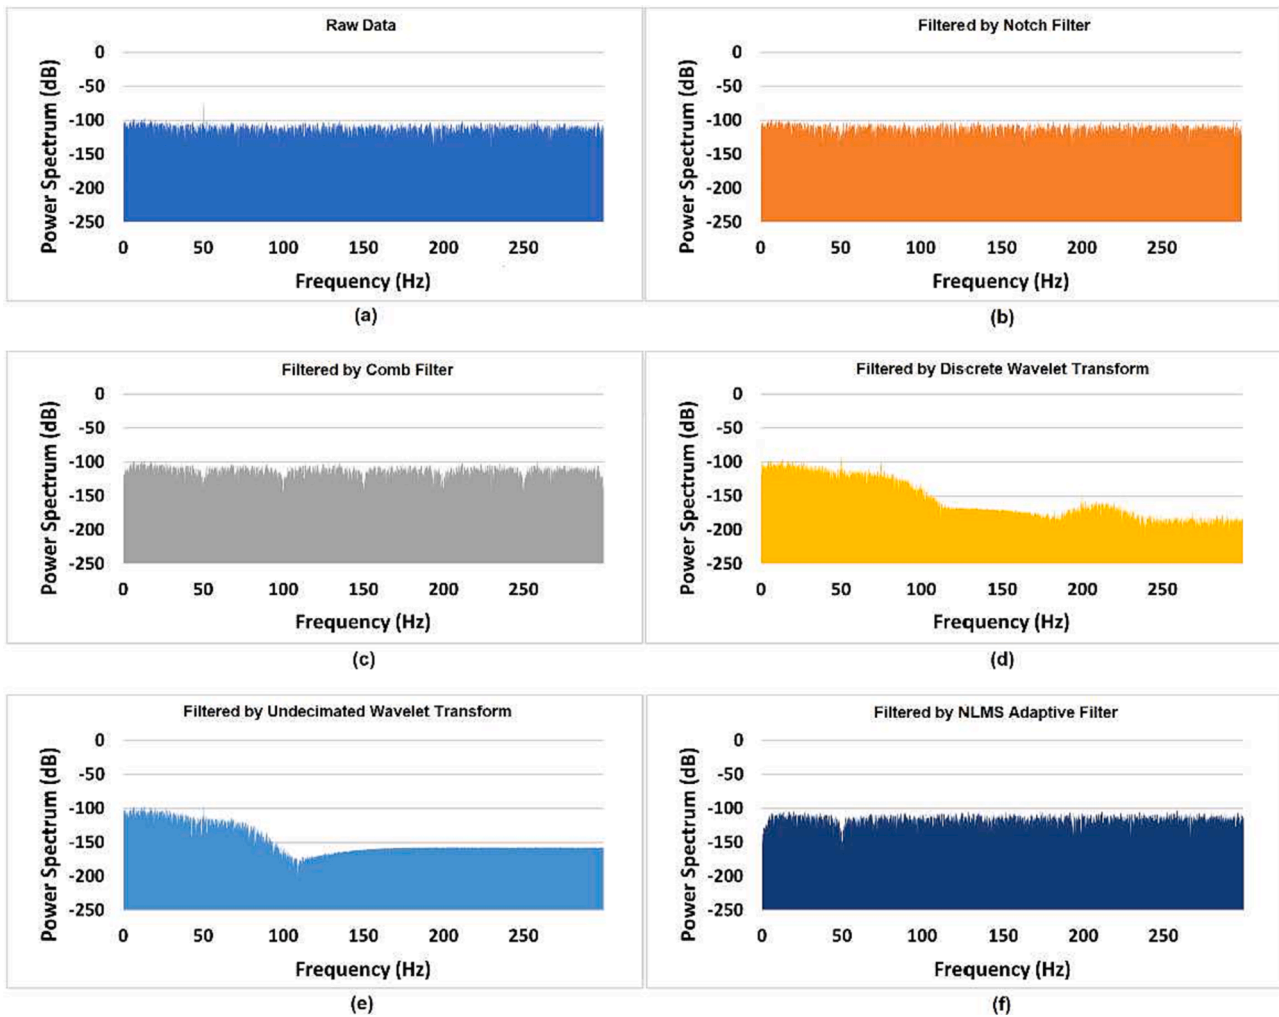 Raw Data
Power Spectrum (dB)
0
-50
-100
-150
-200
-250
0 50 100 150 200 250
Frequency (Hz)
(a)
Filtered by Notch Filter
Power Spectrum (dB)
0
-50
-100
-150
-200
-250
0 50 100 150 200 250
Frequency (Hz)
(b)
Filtered by Comb Filter
Power Spectrum (dB)
0
-50
-100
-150
-200
-250
0 50 100 150 200 250
Frequency (Hz)
(c)
Filtered by Discrete Wavelet Transform
Power Spectrum (dB)
0
-50
-100
-150
-200
-250
0 50 100 150 200 250
Frequency (Hz)
(d)
Filtered by Undecimated Wavelet Transform
Power Spectrum (dB)
0
-50
-100
-150
-200
-250
0 50 100 150 200 250
Frequency (Hz)
(e)
Filtered by NLMS Adaptive Filter
Power Spectrum (dB)
0
-50
-100
-150
-200
-250
0 50 100 150 200 250
Frequency (Hz)
(f)